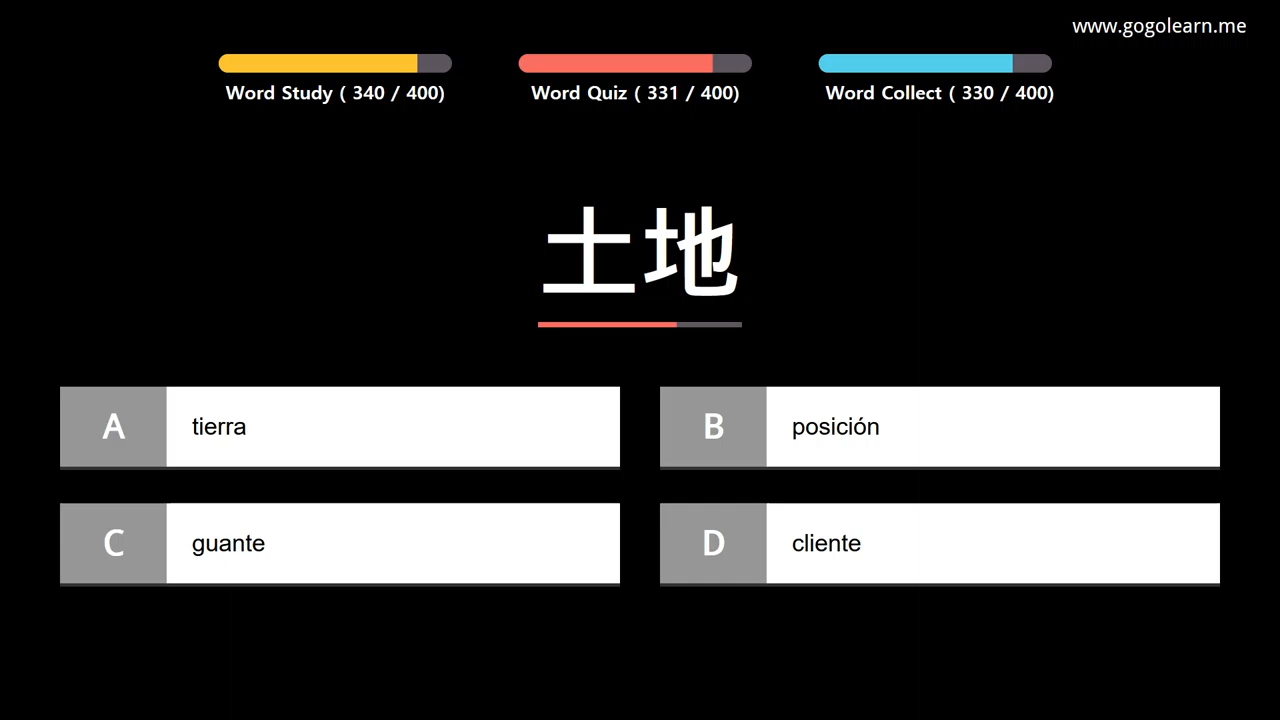 www.gogolearn.me
Word Study ( 340 / 400)
Word Quiz ( 331 / 400)
Word Collect ( 330 / 400)
土地
A tierra
B posición
C guante
D cliente